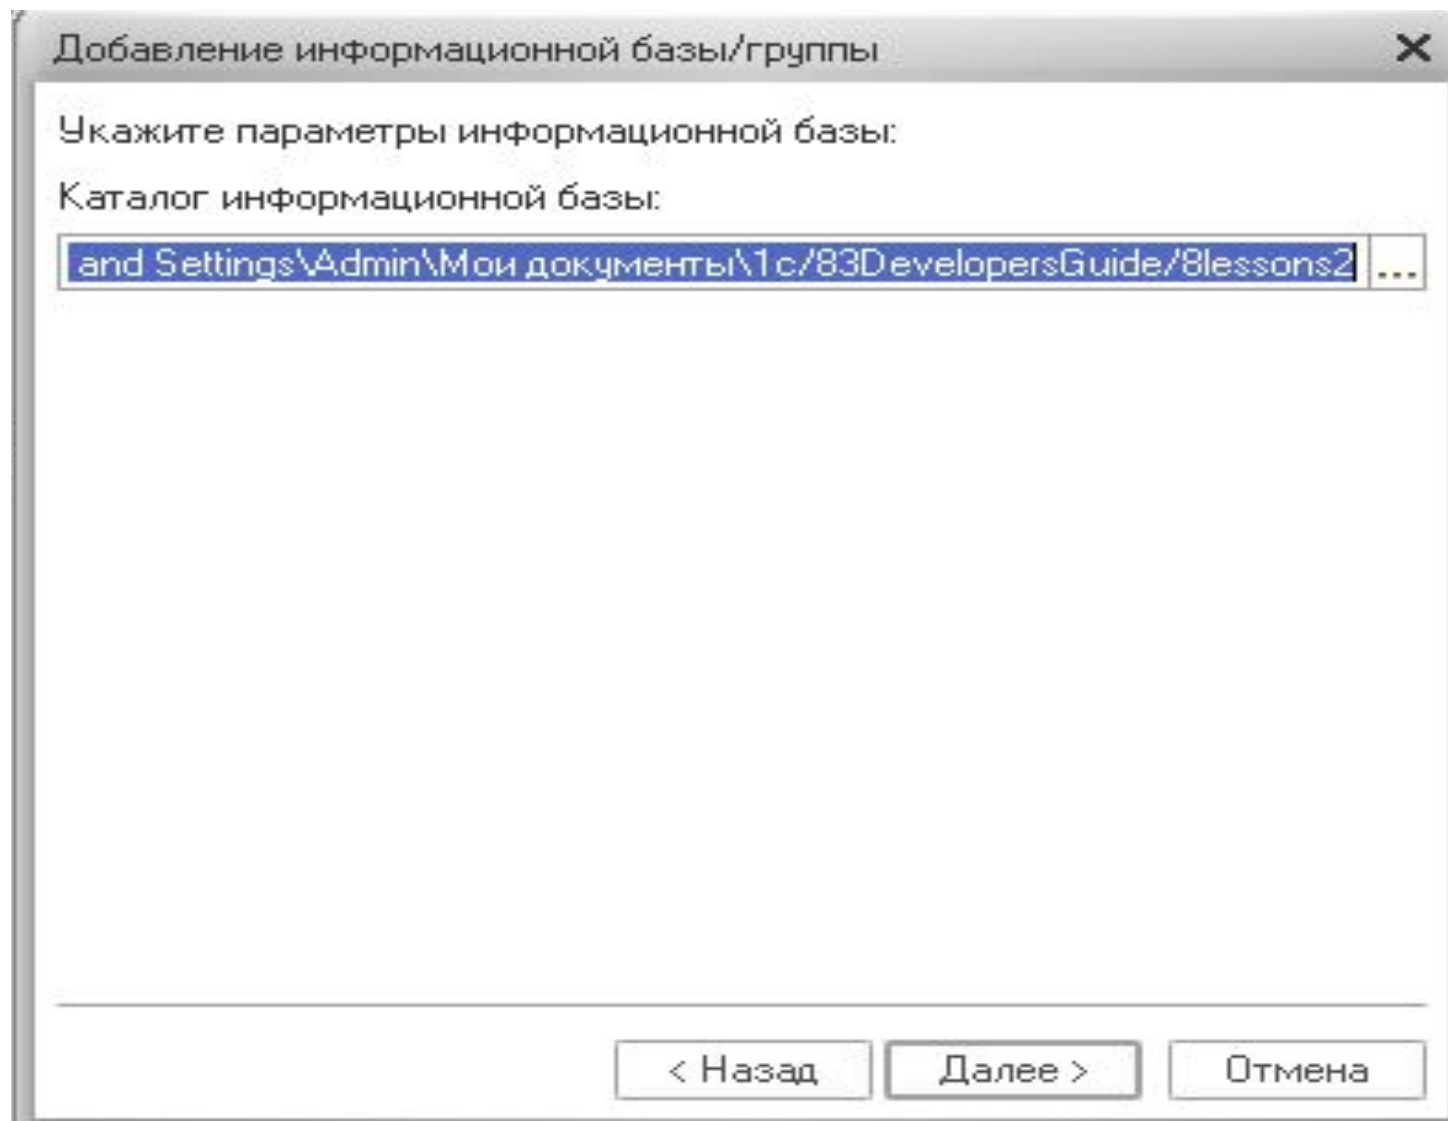 Добавление информационной базы/группы
Укажите параметры информационной базы:
Каталог информационной базы:
and Settings\Admin\Мои документы\1c/83DevelopersGuide/8lessons2 ...
< Назад Далее > Отмена